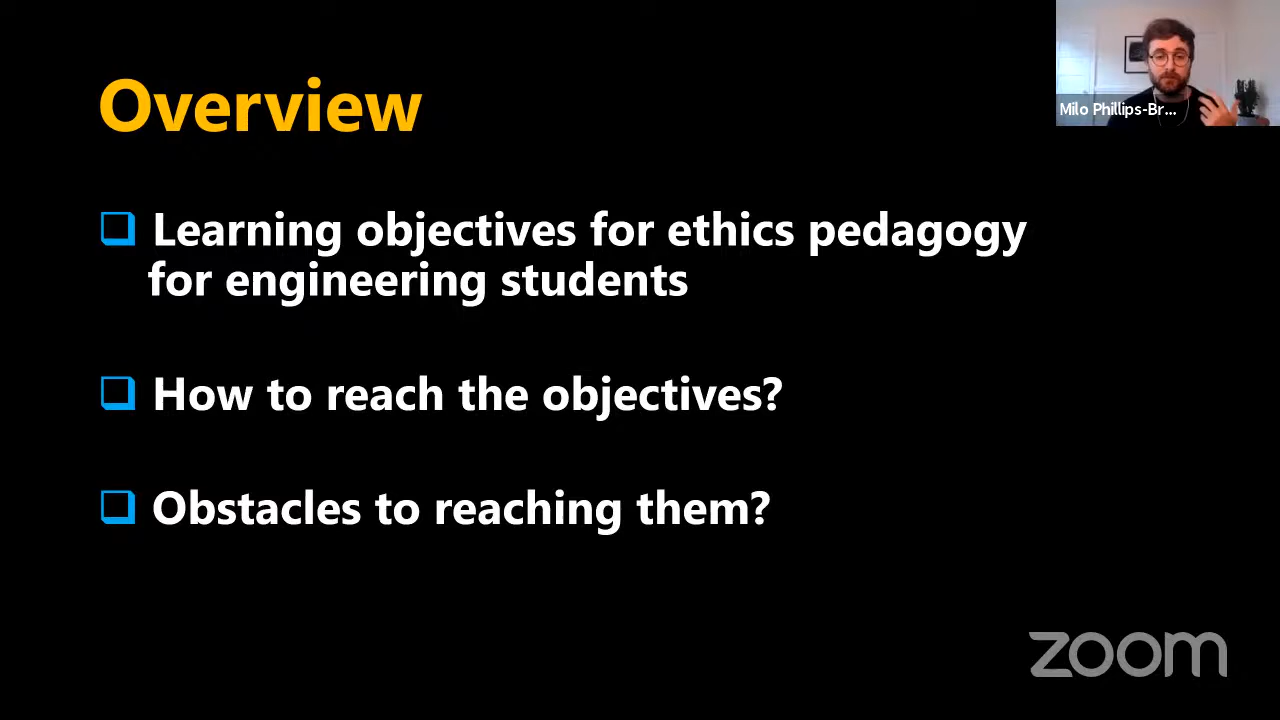 Overview
Milo Phillips-Br...
Learning objectives for ethics pedagogy
for engineering students
How to reach the objectives?
Obstacles to reaching them?
zoom